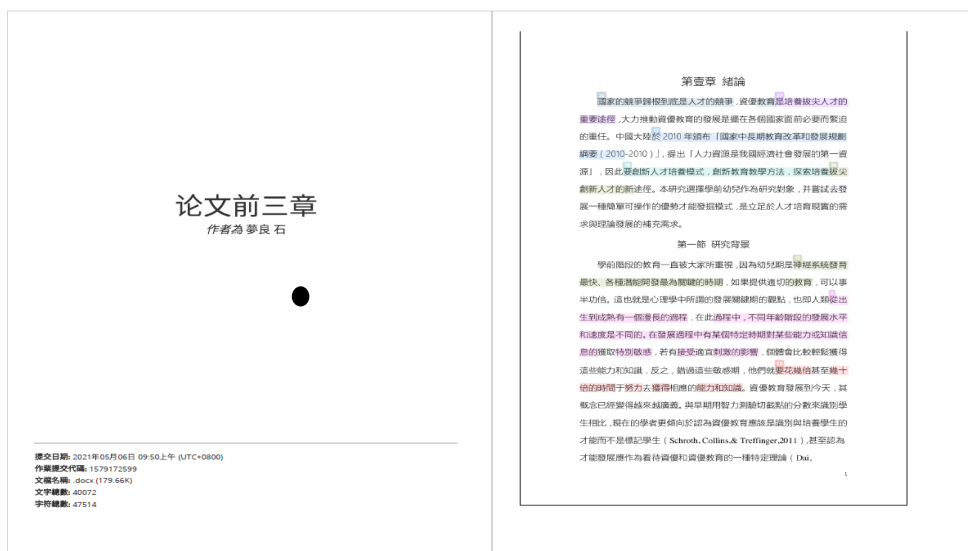 论文前三章
作者為 夢良 石
提交日期: 2021年05月06日 09:50上午 (UTC+0800)
作業提交代碼: 1579172599
文檔名稱: .docx (179.66K)
文字總數: 40072
字符總數: 47514
第壹章 緒論
國家的競爭歸根到底是人才的競爭,資優教育是培養拔尖人才的
重要途徑,大力推動資優教育的發展是擺在各個國家面前必要而緊迫
的重任。中國大陸於 2010 年頒布「國家中長期教育改革和發展規劃
綱要(2010-2010)」,提出「人力資源是我國經濟社會發展的第一資
源」,因此要創新人才培養模式,創新教育教學方法,探索培養拔尖
創新人才的新途徑。本研究選擇學前幼兒作為研究對象,并嘗試去發
展一種簡單可操作的優勢才能發掘模式,是立足於人才培育現實的需
求與理論發展的補充需求。
第一節 研究背景
學前階段的教育一直被大家所重視,因為幼兒期是神經系統發育
最快、各種潛能開發最為關鍵的時期,如果提供適切的教育,可以事
半功倍。這也就是心理學中所謂的發展關鍵期的觀點,也即人類從出
生到成熟有一個漫長的過程,在此過程中,不同年齡階段的發展水平
和速度是不同的。在發展過程中有某個特定時期對某些能力或知識信
息的獲取特別敏感,若有接受適宜刺激的影響,個體會比較輕鬆獲得
這些能力和知識,反之,錯過這些敏感期,他們就要花幾倍甚至幾十
倍的時間于努力去獲得相應的能力和知識。資優教育發展到今天,其
概念已經變得越來越廣義。與早期用智力測驗切截點的分數來識別學
生相比,現在的學者更傾向於認為資優教育應該是識別與培養學生的
才能而不是標記學生(Schroth, Collins,& Treffinger,2011),甚至認為
才能發展應作為看待資優和資優教育的一種特定理論(Dai,
1